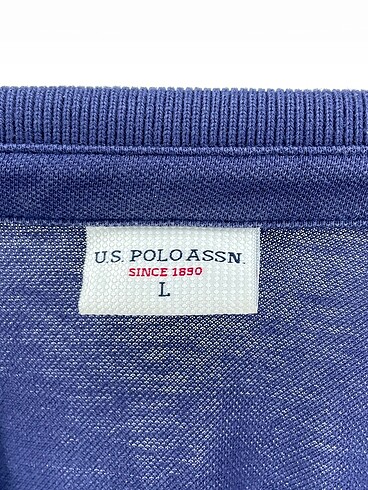 U.S. POLO ASSN.
SINCE 1890
L